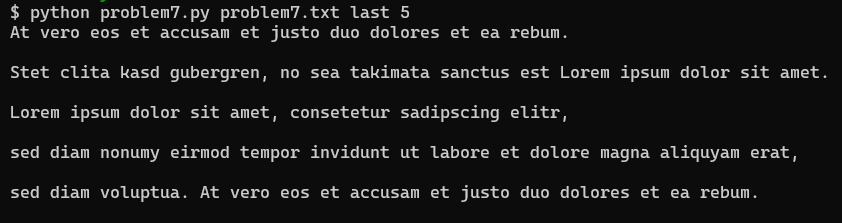 $ python problem7.py problem7.txt last 5
At vero eos et accusam et justo duo dolores et ea rebum.
Stet clita kasd gubergren, no sea takimata sanctus est Lorem ipsum dolor sit amet.
Lorem ipsum dolor sit amet, consetetur sadipscing elitr,
sed diam nonumy eirmod tempor invidunt ut labore et dolore magna aliquyam erat,
sed diam voluptua. At vero eos et accusam et justo duo dolores et ea rebum.